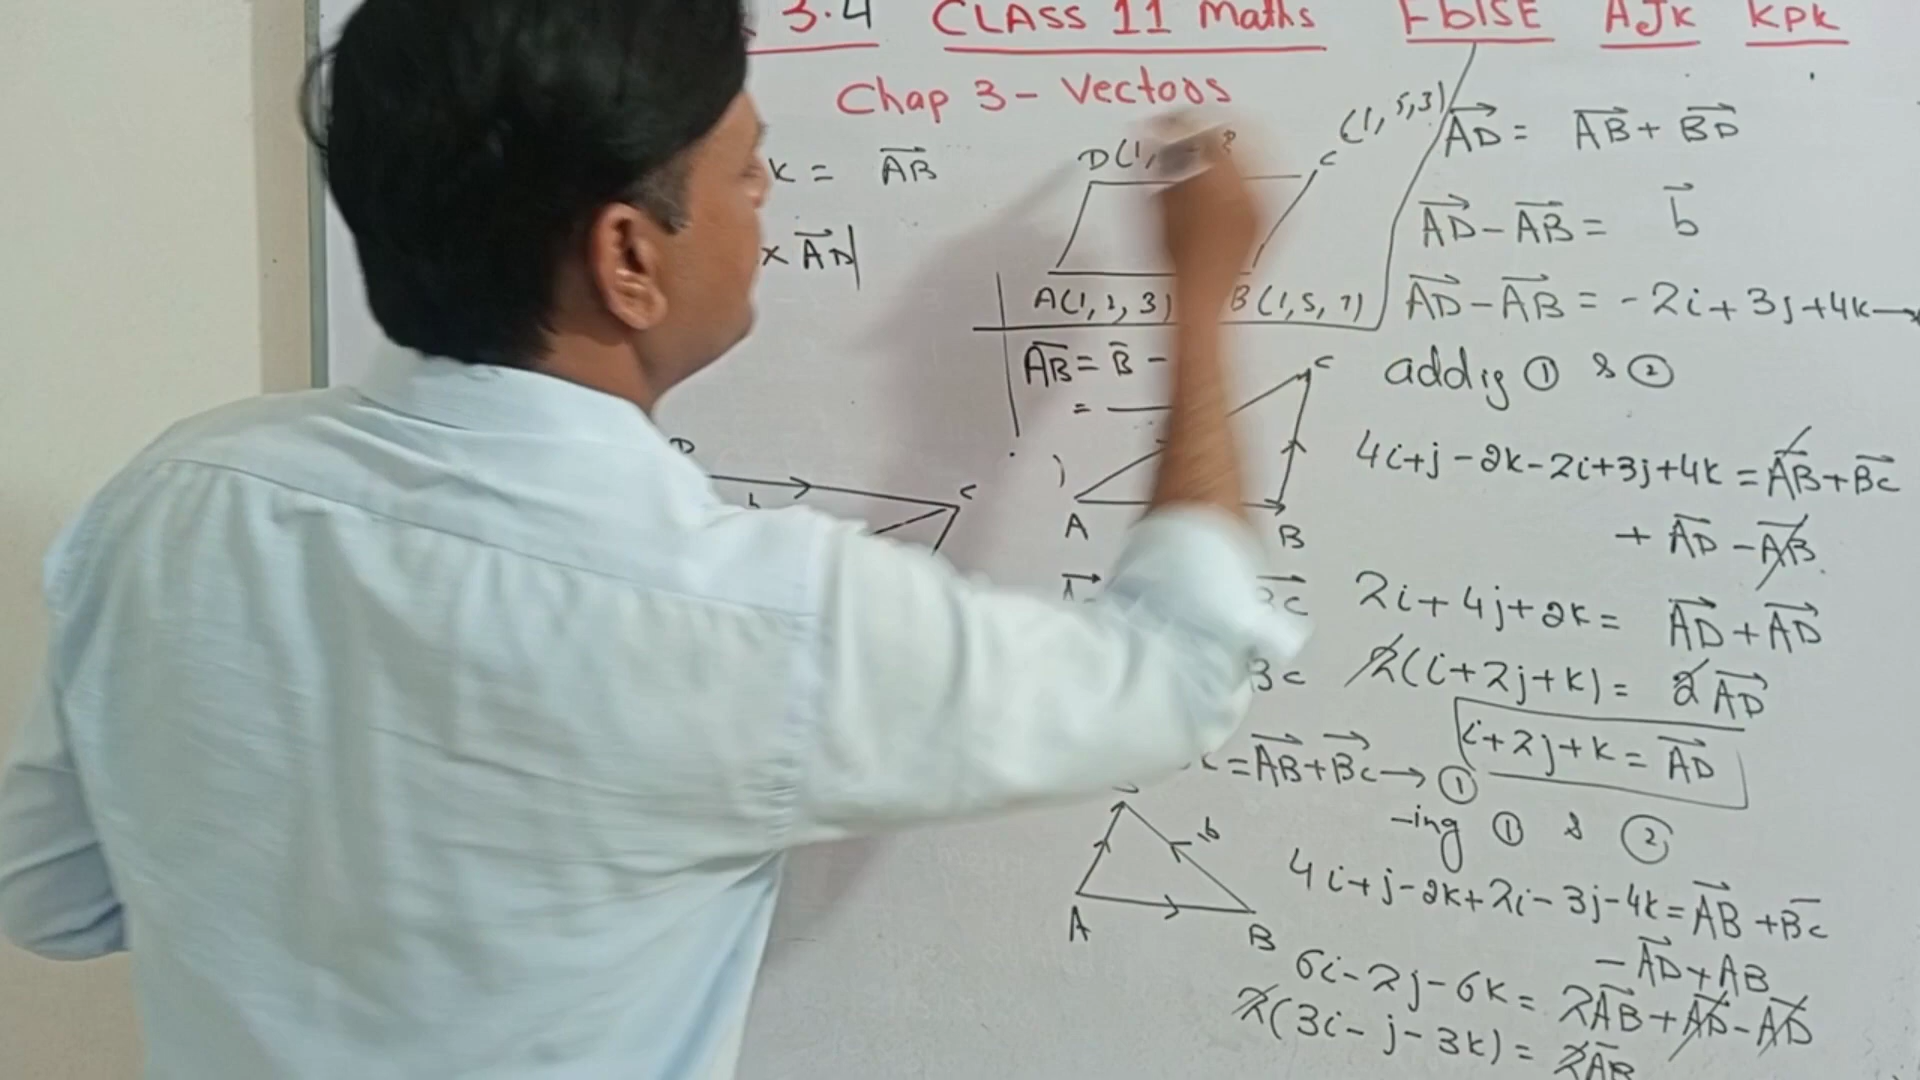 3.4 CLASS 11 Maths FbISE AJK KPK
Chap 3 - Vectors
K = AB
x AD|
D(1,
C (1, 5, 3)
A(1, 2, 3)
B(1, 5, 7)
AB = B -
=
C
A
B
C
BC
BC
= AB + BC → ①
b
A
B
AD = AB + BD
AD - AB = b
AD - AB = -2i + 3j + 4k →
addig ① & ②
4i + j - 2k - 2i + 3j + 4k = AB + BC
+ AD - AB
2i + 4j + 2k = AD + AD
2(i + 2j + k) = 2AD
i + 2j + k = AD
-ing ① & ②
4i + j - 2k + 2i - 3j - 4k = AB + BC
- AD + AB
6i - 2j - 6k = 2AB + AD - AD
2(3i - j - 3k) = 2AB